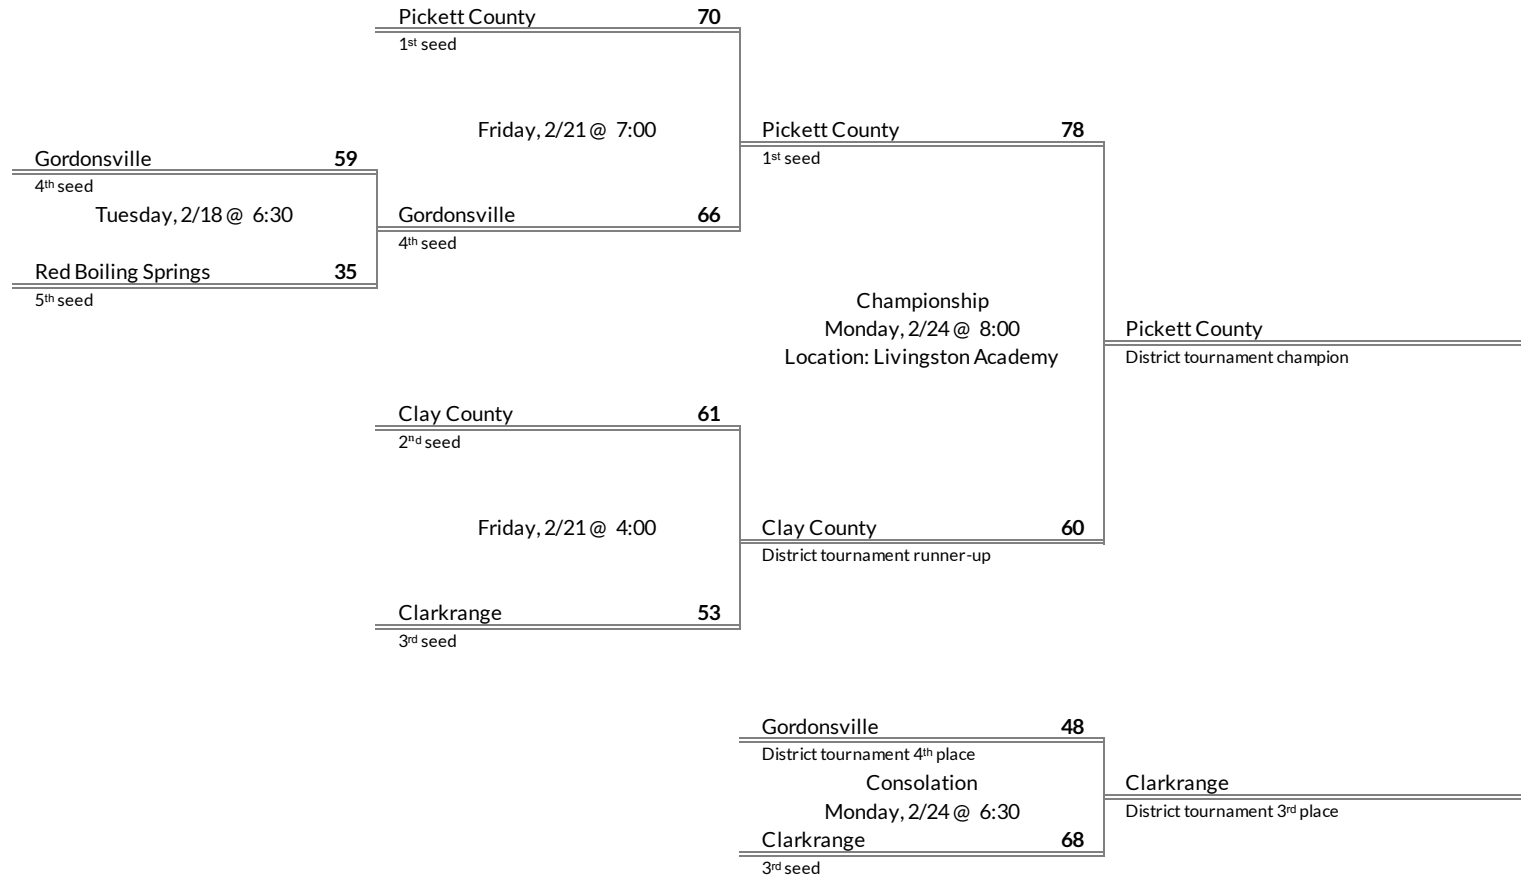 Pickett County 70
1st seed
Friday, 2/21 @ 7:00
Pickett County 78
1st seed
Gordonsville 59
4th seed
Tuesday, 2/18 @ 6:30
Gordonsville 66
4th seed
Red Boiling Springs 35
5th seed
Championship
Monday, 2/24 @ 8:00
Location: Livingston Academy
Pickett County
District tournament champion
Clay County 61
2nd seed
Friday, 2/21 @ 4:00
Clay County 60
District tournament runner-up
Clarkrange 53
3rd seed
Gordonsville 48
District tournament 4th place
Consolation
Monday, 2/24 @ 6:30
Clarkrange
District tournament 3rd place
Clarkrange 68
3rd seed